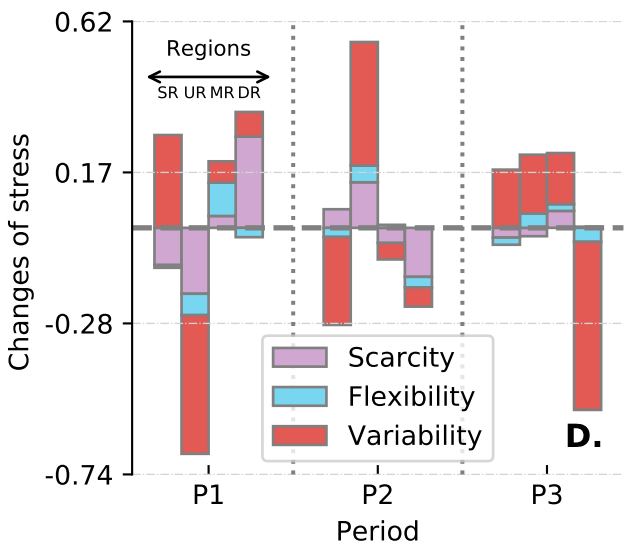 0.62
Regions
SR UR MR DR
0.17
Changes of stress
-0.28
Scarcity
Flexibility
Variability
D.
-0.74
P1 P2 P3
Period